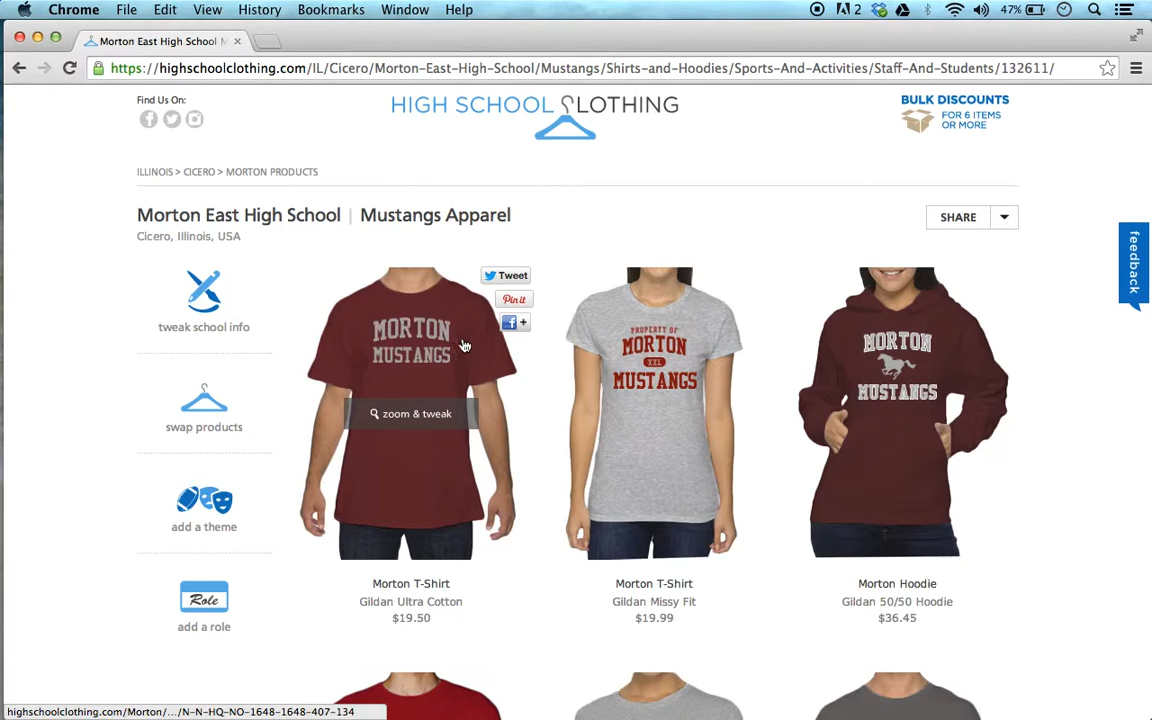 Chrome File Edit View History Bookmarks Window Help 2 47%
Morton East High School M
https://highschoolclothing.com/IL/Cicero/Morton-East-High-School/Mustangs/Shirts-and-Hoodies/Sports-And-Activities/Staff-And-Students/132611/
Find Us On:
HIGH SCHOOL CLOTHING
BULK DISCOUNTS
FOR 6 ITEMS
OR MORE
ILLINOIS > CICERO > MORTON PRODUCTS
Morton East High School | Mustangs Apparel
Cicero, Illinois, USA
SHARE
feedback
tweak school info
swap products
add a theme
Role
add a role
Tweet
Pin it
f +
MORTON
MUSTANGS
zoom & tweak
PROPERTY OF
MORTON
XXL
MUSTANGS
MORTON
MUSTANGS
Morton T-Shirt
Gildan Ultra Cotton
$19.50
Morton T-Shirt
Gildan Missy Fit
$19.99
Morton Hoodie
Gildan 50/50 Hoodie
$36.45
highschoolclothing.com/Morton/.../N-N-HQ-NO-1648-1648-407-134